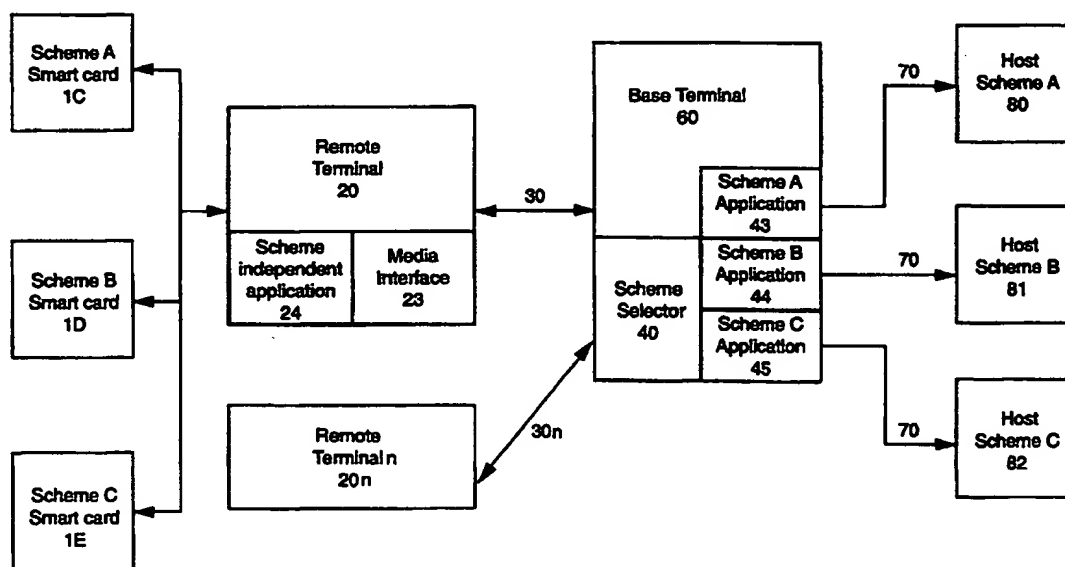 Scheme A
Smart card
1C
Scheme B
Smart card
1D
Scheme C
Smart card
1E
Remote
Terminal
20
Scheme
independent
application
24
Media
Interface
23
Remote
Terminal n
20n
30
30n
Base Terminal
60
Scheme A
Application
43
Scheme B
Application
44
Scheme C
Application
45
Scheme
Selector
40
70
70
70
Host
Scheme A
80
Host
Scheme B
81
Host
Scheme C
82